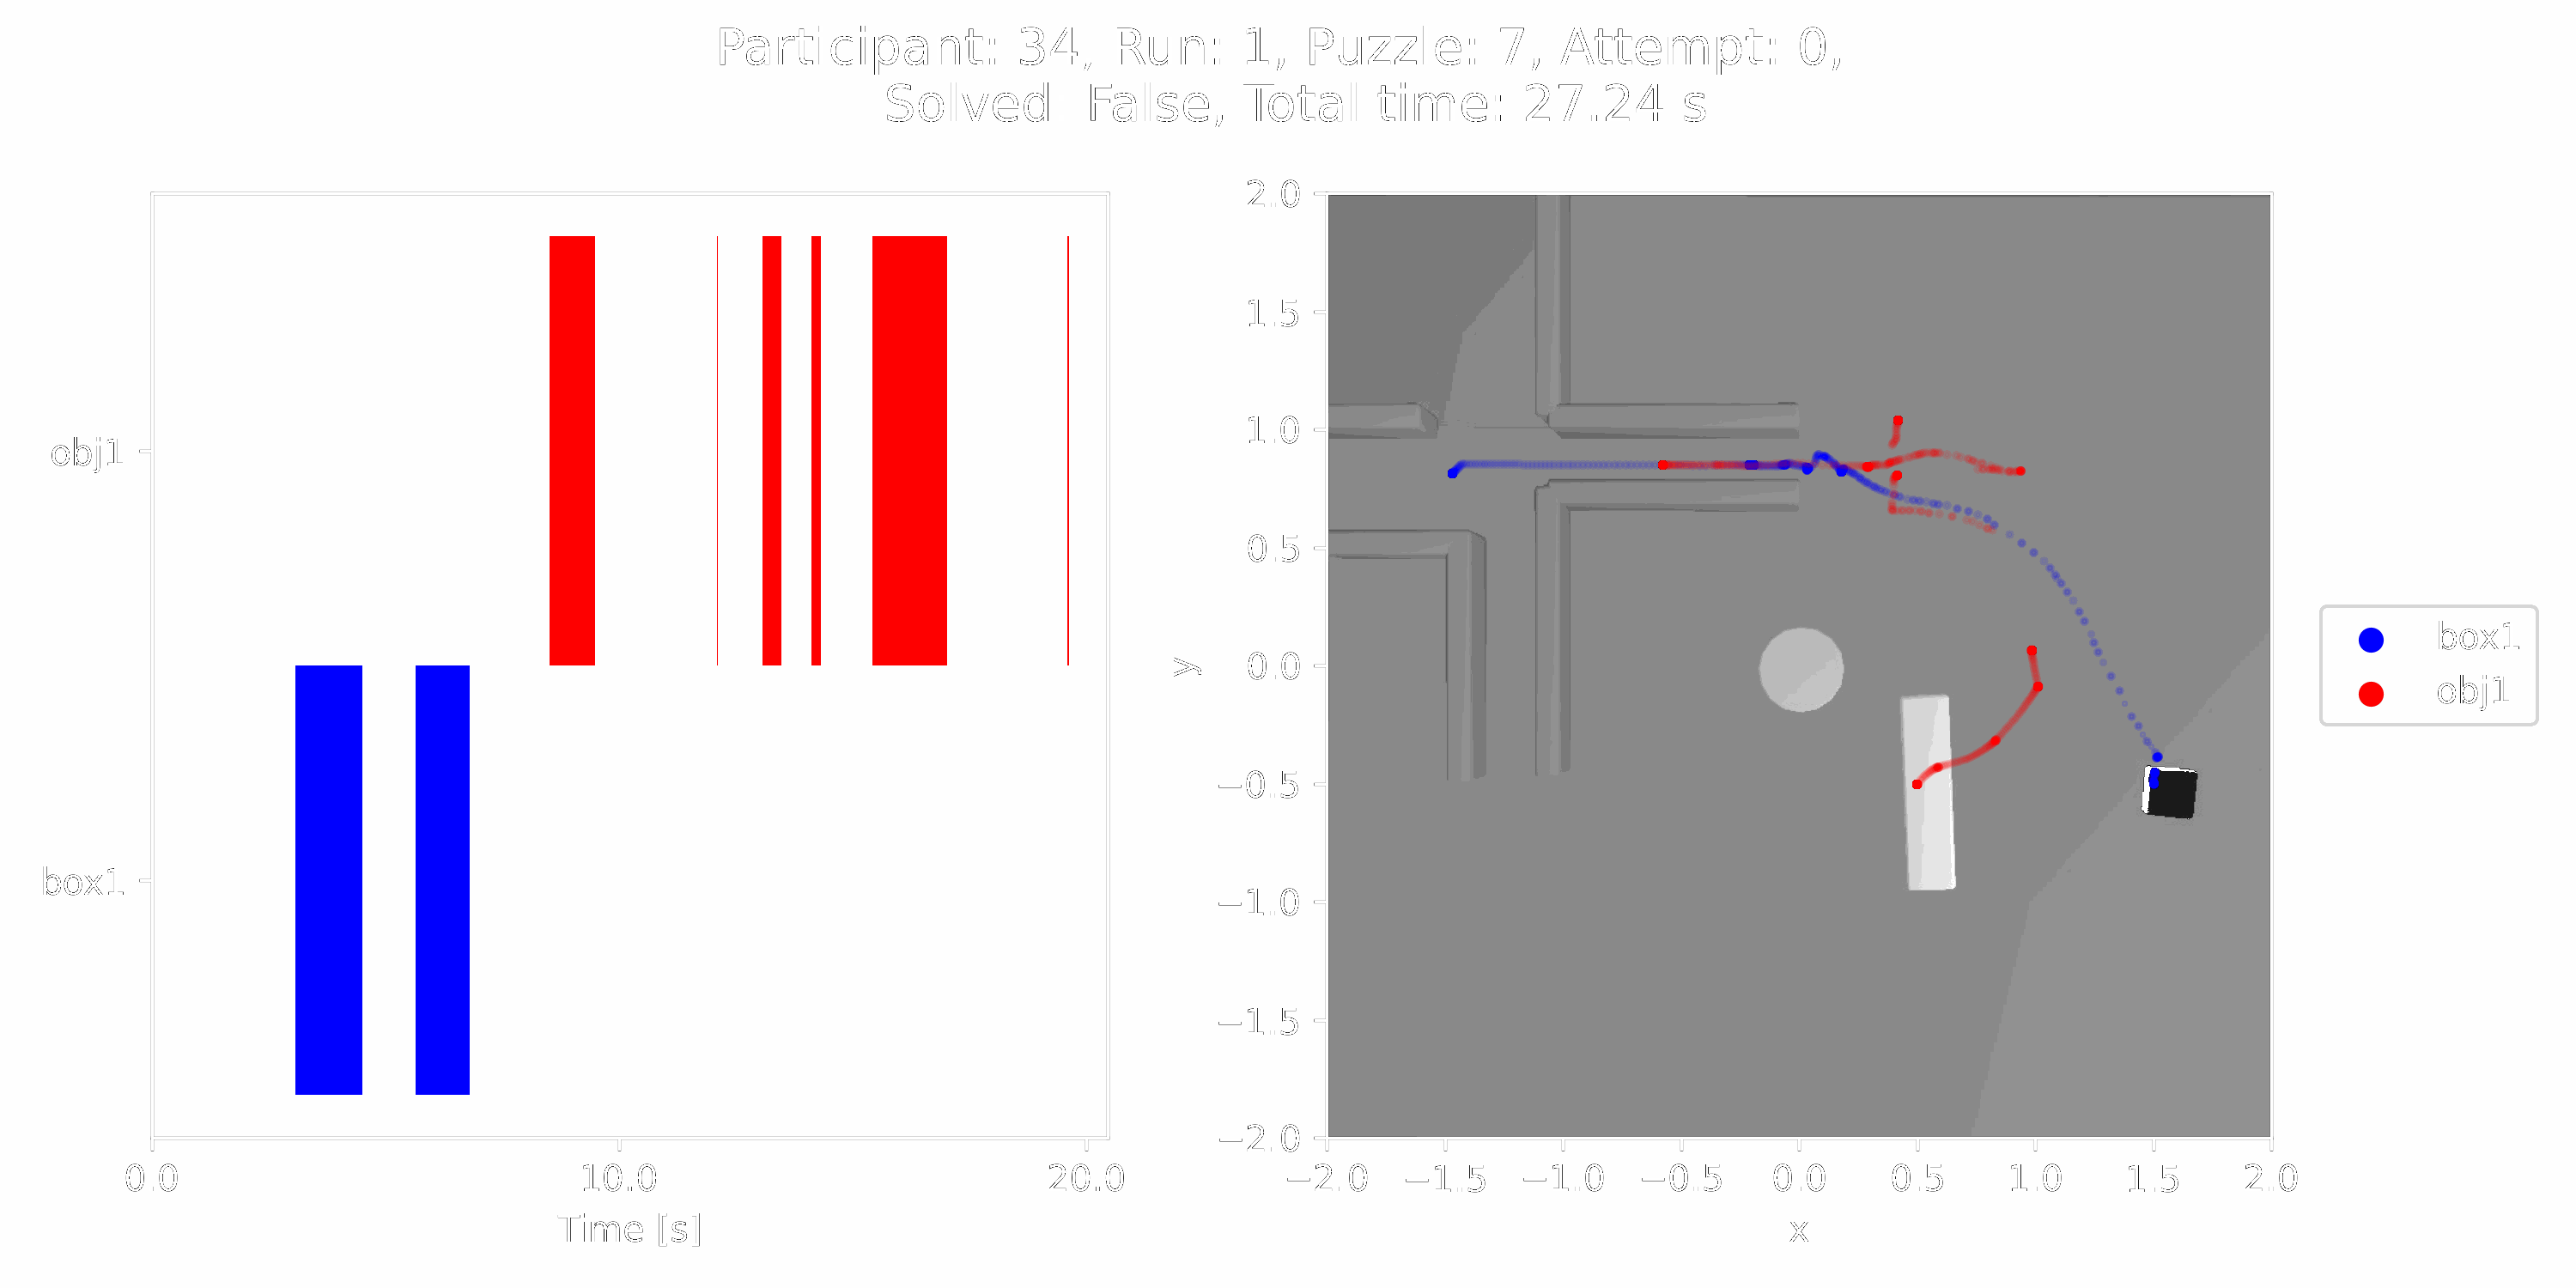 Participant: 34, Run: 1, Puzzle: 7, Attempt: 0,
Solved False, Total time: 27.24 s
obj1
box1
0.0 10.0 20.0
Time [s]
2.0
1.5
1.0
0.5
0.0
−0.5
−1.0
−1.5
−2.0
y
−2.0 −1.5 −1.0 −0.5 0.0 0.5 1.0 1.5 2.0
x
box1
obj1